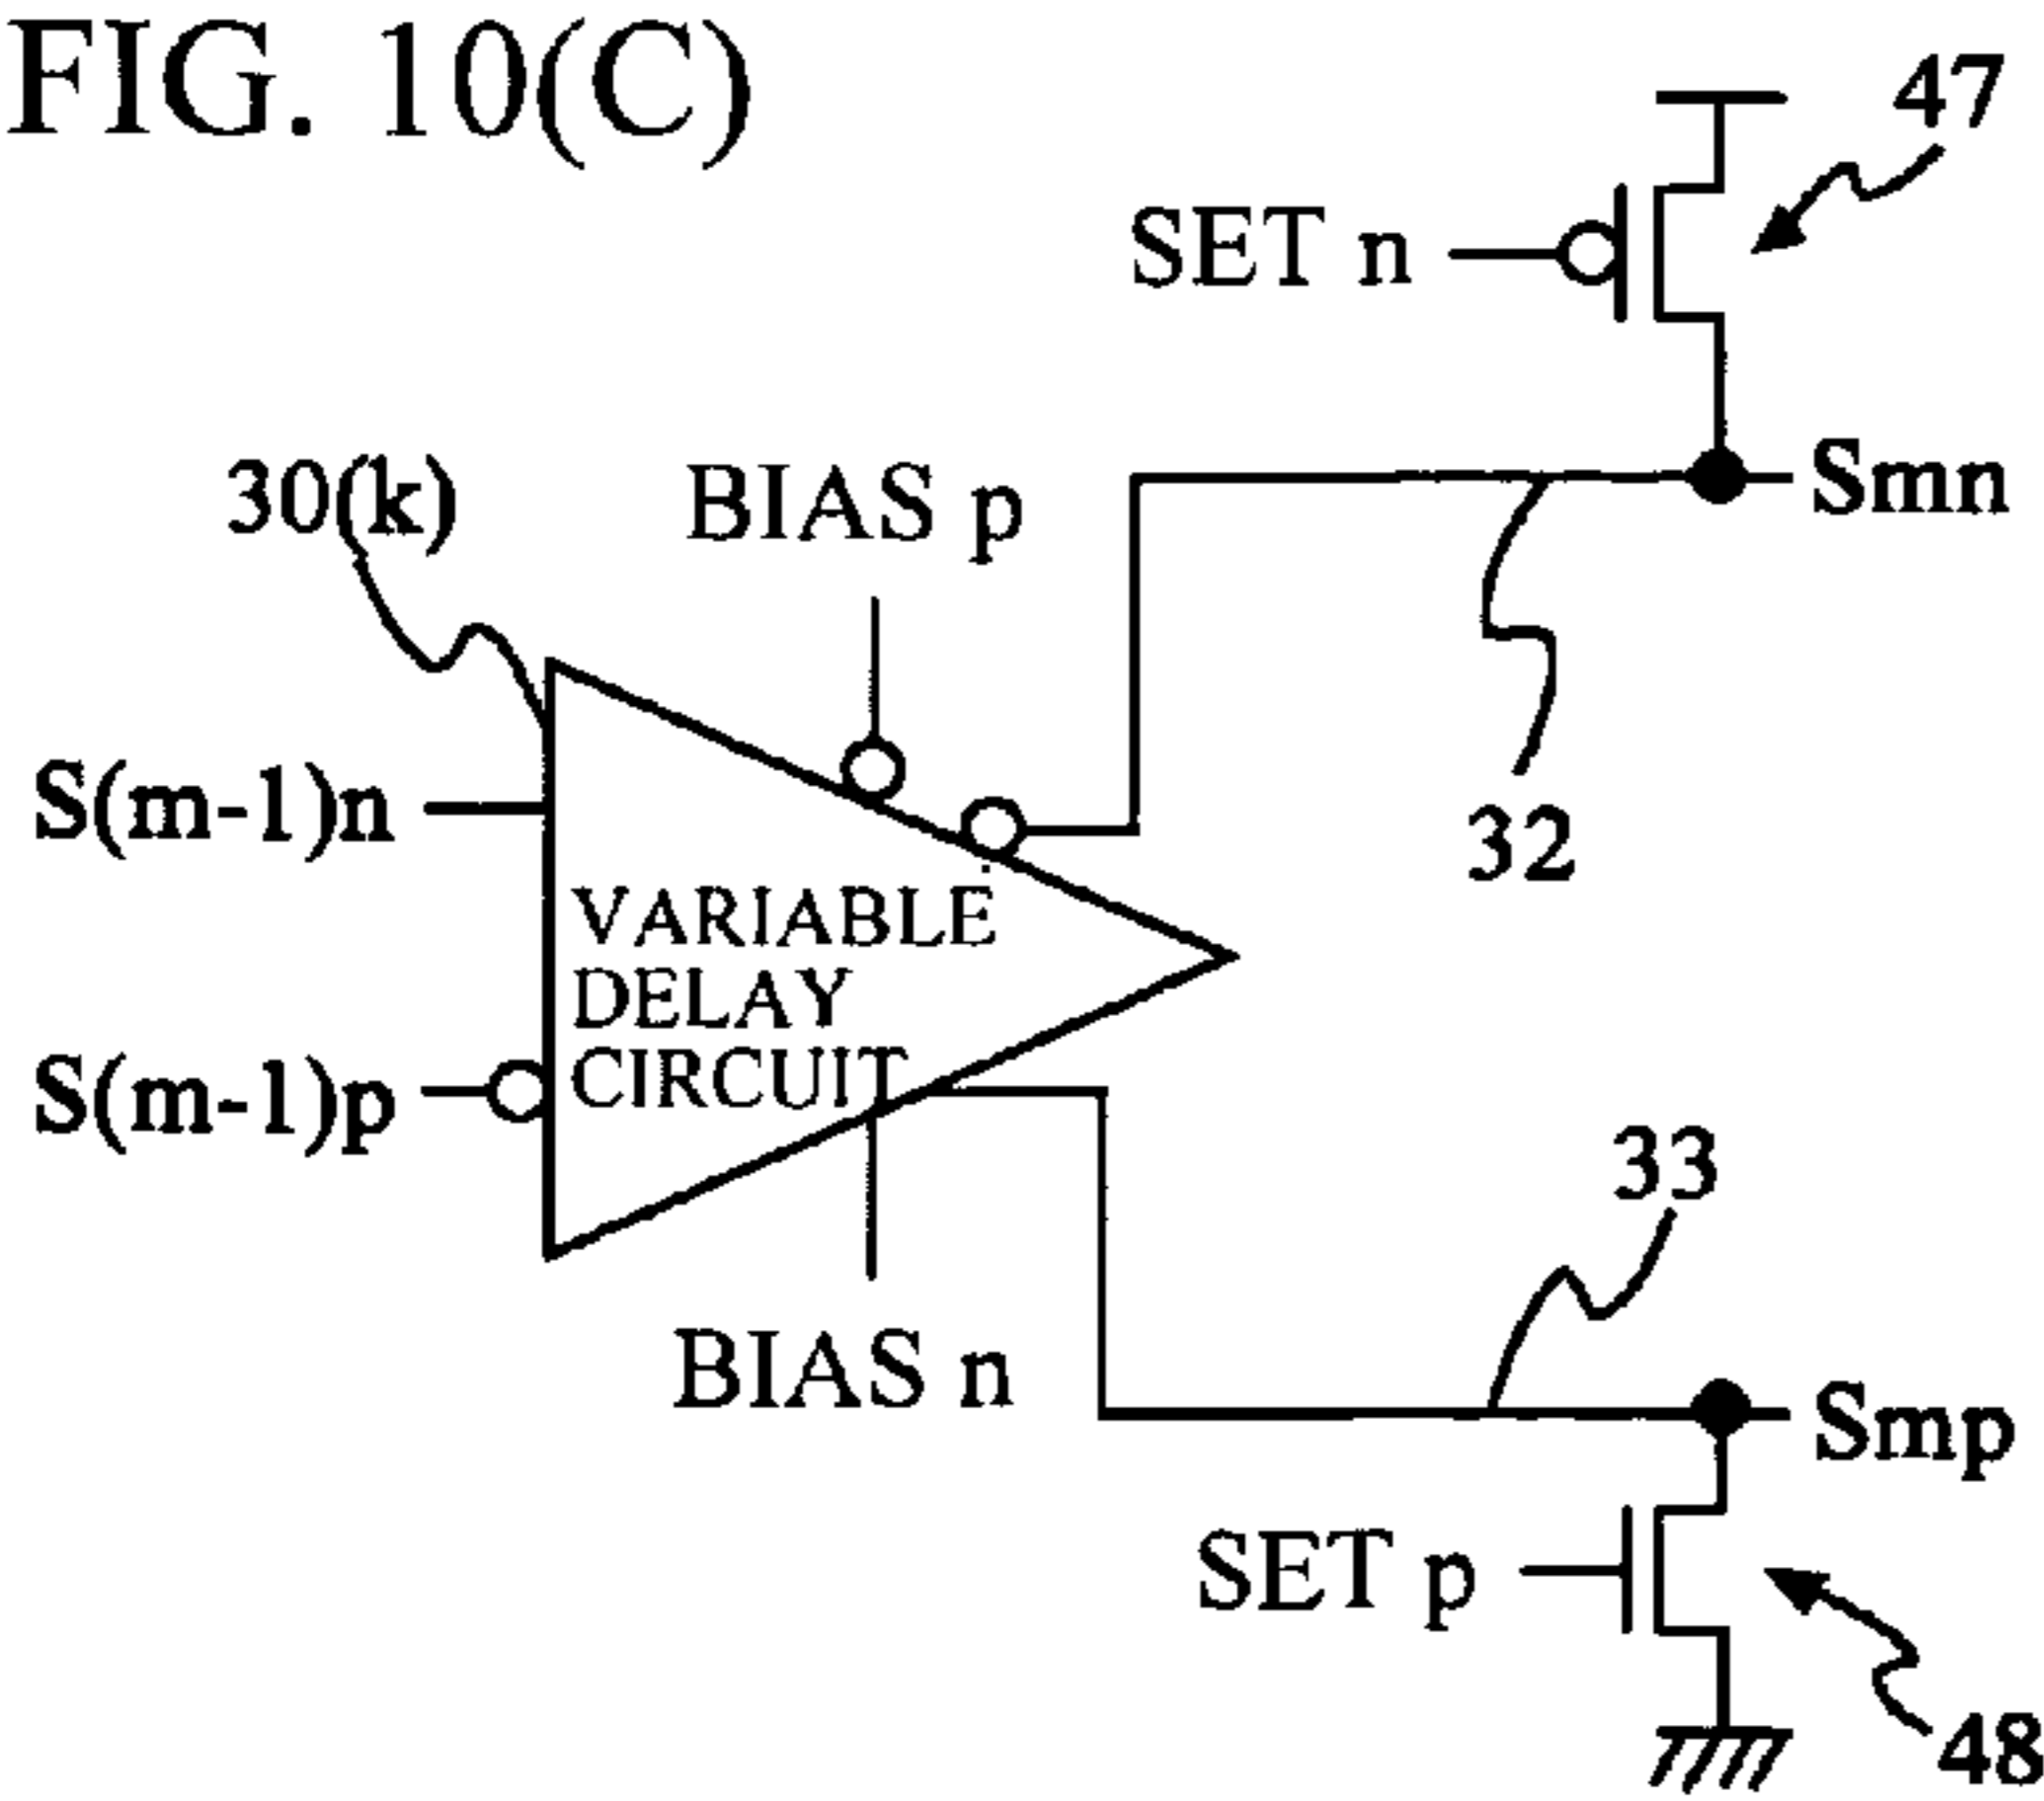 FIG. 10(C)
47
SET n
30(k)
BIAS p
Smn
S(m-1)n
32
VARIABLE
DELAY
CIRCUIT
S(m-1)p
33
BIAS n
Smp
SET p
48